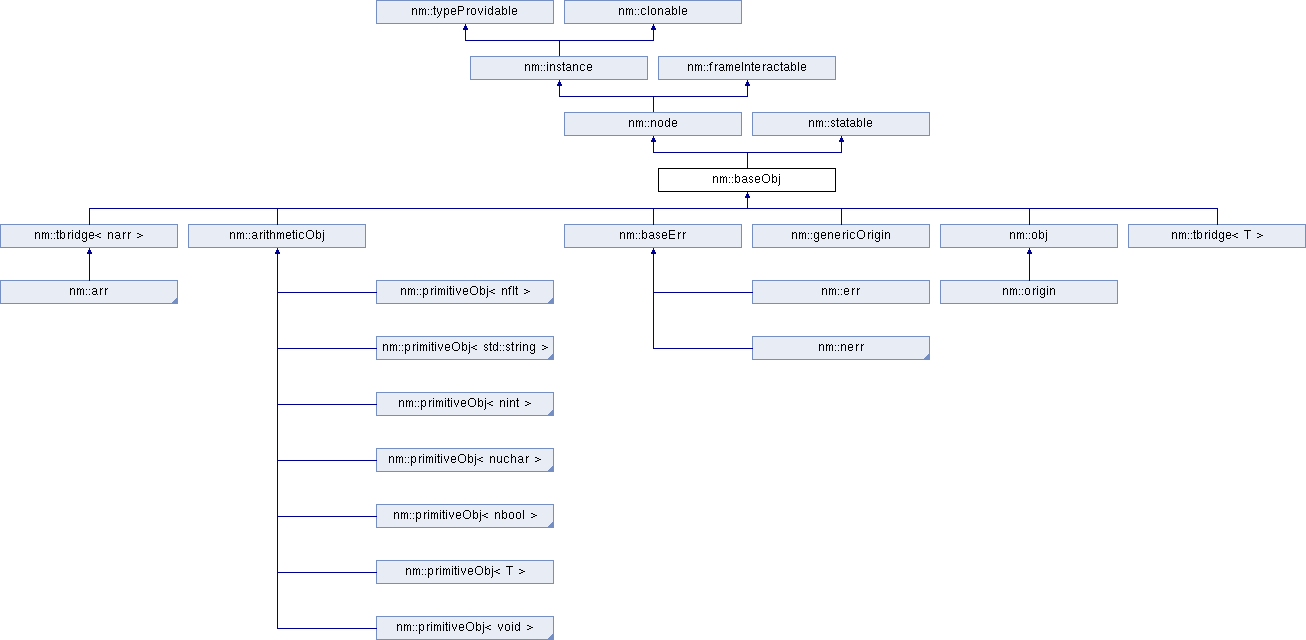 nm::typeProvidable
nm::clonable
nm::instance
nm::frameInteractable
nm::node
nm::statable
nm::baseObj
nm::tbridge< narr >
nm::arithmeticObj
nm::baseErr
nm::genericOrigin
nm::obj
nm::tbridge< T >
nm::arr
nm::primitiveObj< nflt >
nm::err
nm::origin
nm::primitiveObj< std::string >
nm::nerr
nm::primitiveObj< nint >
nm::primitiveObj< nuchar >
nm::primitiveObj< nbool >
nm::primitiveObj< T >
nm::primitiveObj< void >